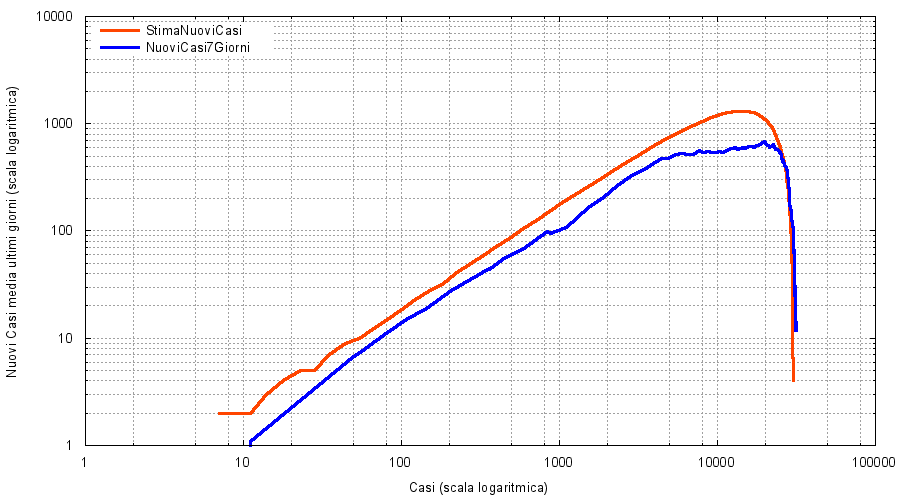 10000
StimaNuoviCasi
NuoviCasi7Giorni
1000
100
10
1
Nuovi Casi media ultimi giorni (scala logaritmica)
1 10 100 1000 10000 100000
Casi (scala logaritmica)